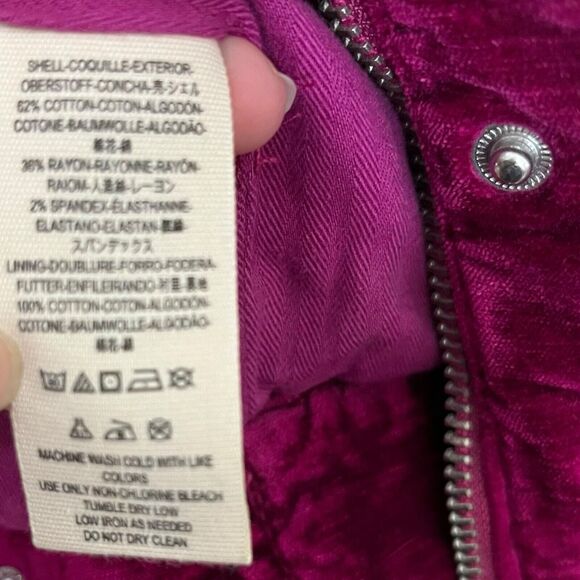 SHELL-COQUILLE-EXTERIOR-
OBERSTOFF-CONCHA-秀-シェル
62% COTTON-COTON-ALGODÓN-
COTONE-BAUMWOLLE-ALGODÃO-
棉花-綿
36% RAYON-RAYONNE-RAYÓN-
RAIOM-人造絲-レーヨン
2% SPANDEX-ÉLASTHANNE-
ELASTANO-ELASTAN-
スパンデックス
LINING-DOUBLURE-FORRO-FODERA-
FUTTER-ENFILEIRANDO-衬里-裏地
100% COTTON-COTON-ALGODÓN-
COTONE-BAUMWOLLE-ALGODÃO-
棉花-綿
MACHINE WASH COLD WITH LIKE
COLORS
USE ONLY NON-CHLORINE BLEACH
TUMBLE DRY LOW
LOW IRON AS NEEDED
DO NOT DRY CLEAN